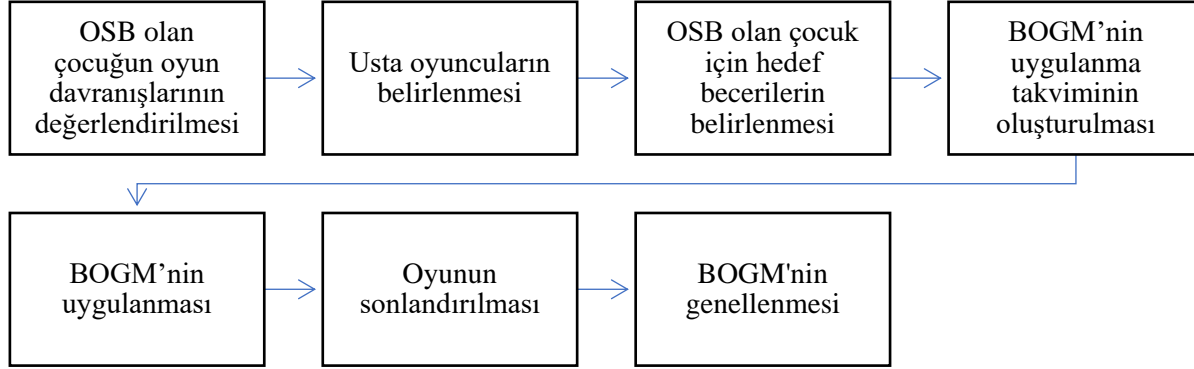 OSB olan
çocuğun oyun
davranışlarının
değerlendirilmesi
Usta oyuncuların
belirlenmesi
OSB olan çocuk
için hedef
becerilerin
belirlenmesi
BOGM’nin
uygulanma
takviminin
oluşturulması
BOGM’nin
uygulanması
Oyunun
sonlandırılması
BOGM'nin
genellenmesi